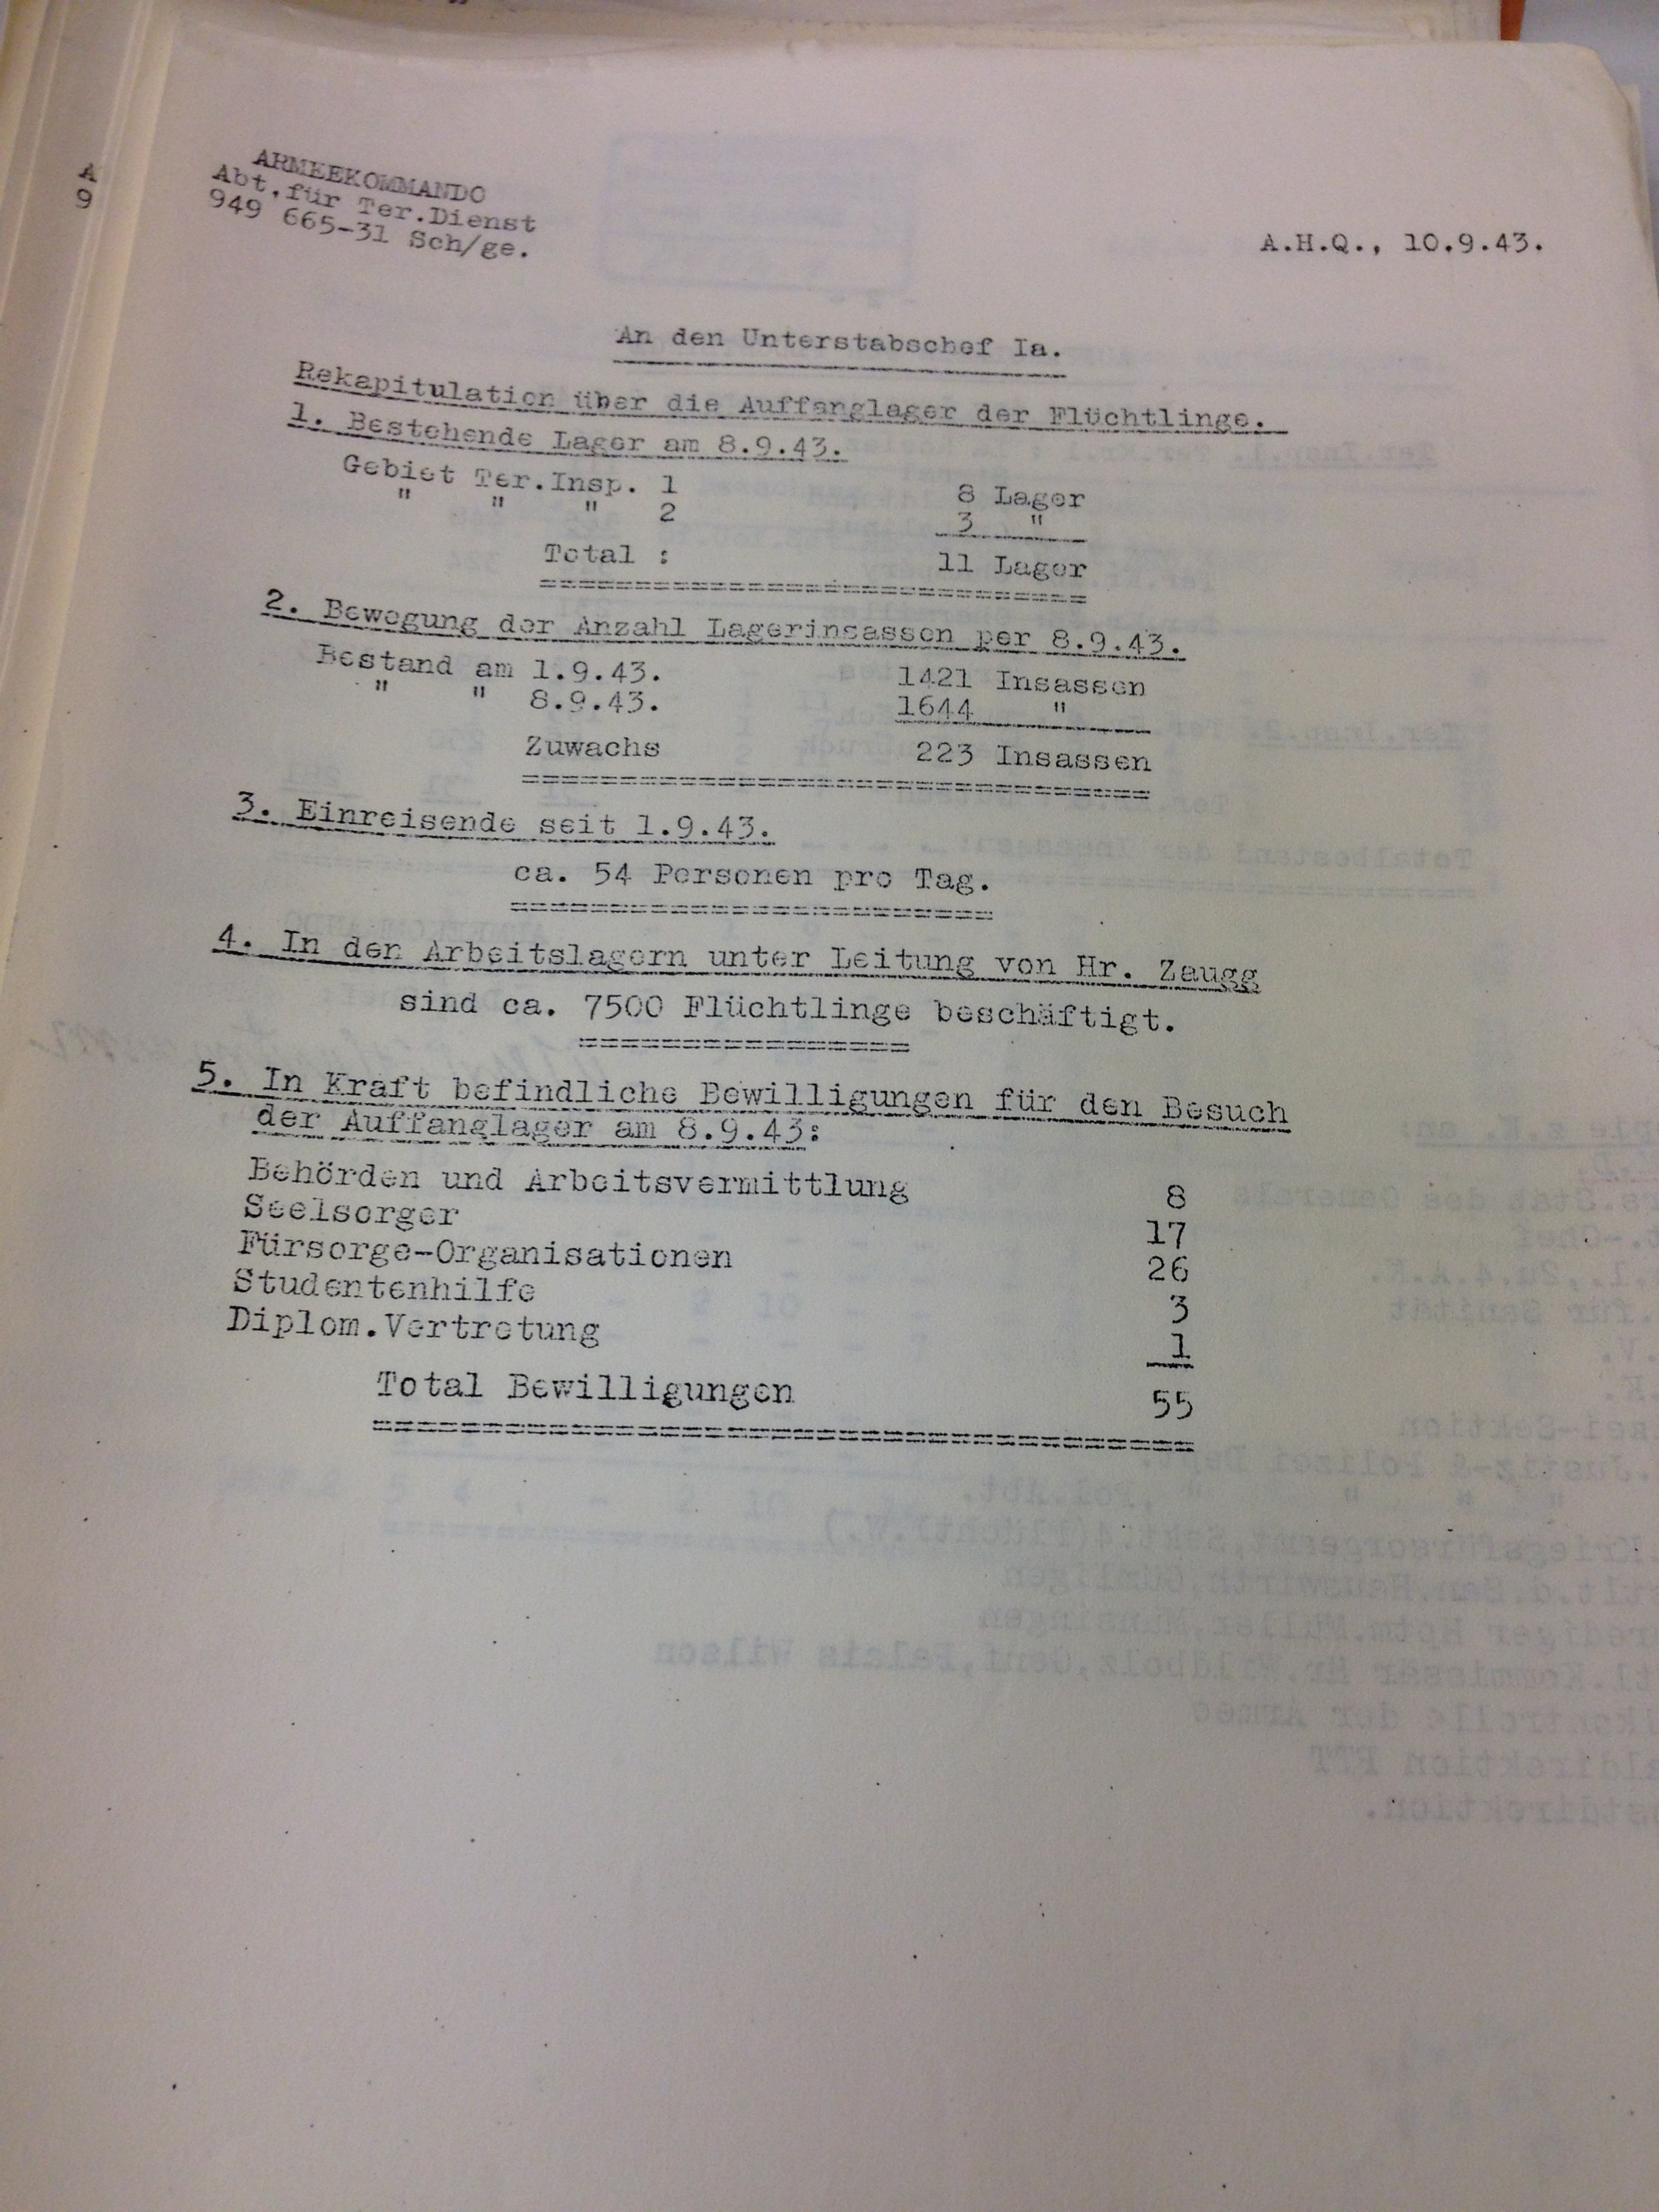 A
9
ARMEEKOMMANDO
Abt.für Ter.Dienst
949 665-31 Sch/ge.
A.H.Q., 10.9.43.
An den Unterstabschef Ia.
Rekapitulation über die Auffanglager der Flüchtlinge.
1. Bestehende Lager am 8.9.43.
Gebiet Ter.Insp. 1 8 Lager
" " " 2 3 "
Total : 11 Lager
2. Bewegung der Anzahl Lagerinsassen per 8.9.43.
Bestand am 1.9.43. 1421 Insassen
" " 8.9.43. 1644 "
Zuwachs 223 Insassen
3. Einreisende seit 1.9.43.
ca. 54 Personen pro Tag.
4. In den Arbeitslagern unter Leitung von Hr. Zaugg
sind ca. 7500 Flüchtlinge beschäftigt.
5. In Kraft befindliche Bewilligungen für den Besuch
der Auffanglager am 8.9.43:
Behörden und Arbeitsvermittlung 8
Seelsorger 17
Fürsorge-Organisationen 26
Studentenhilfe 3
Diplom.Vertretung 1
Total Bewilligungen 55